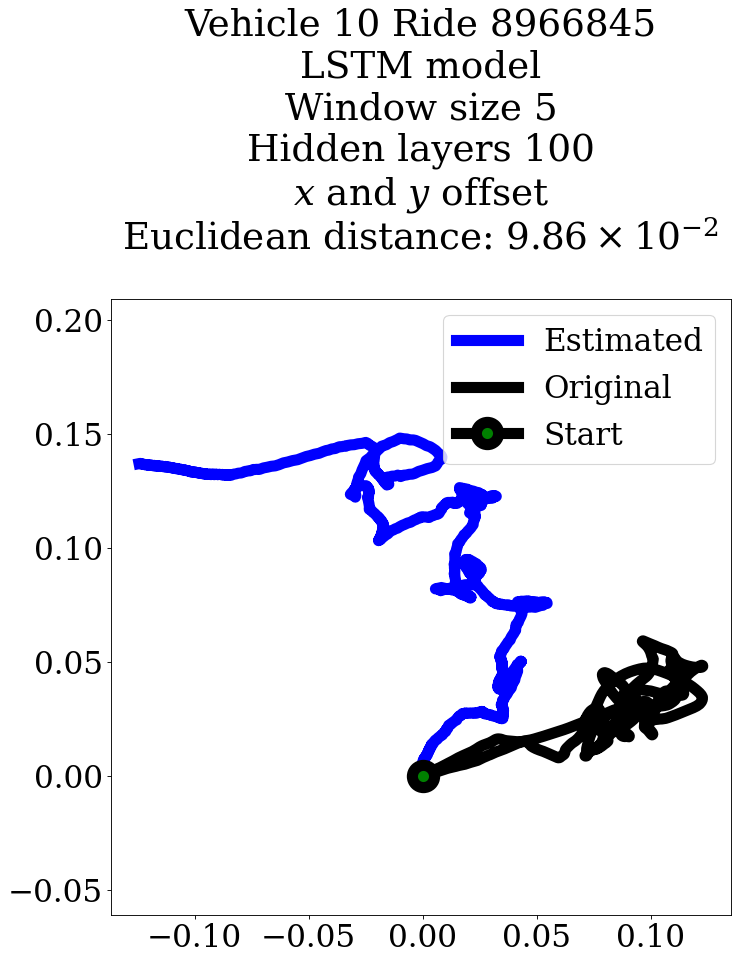 Vehicle 10 Ride 8966845
LSTM model
Window size 5
Hidden layers 100
x and y offset
Euclidean distance: 9.86 × 10⁻²
Estimated
Original
Start
0.20
0.15
0.10
0.05
0.00
−0.05
−0.10
−0.05
0.00
0.05
0.10